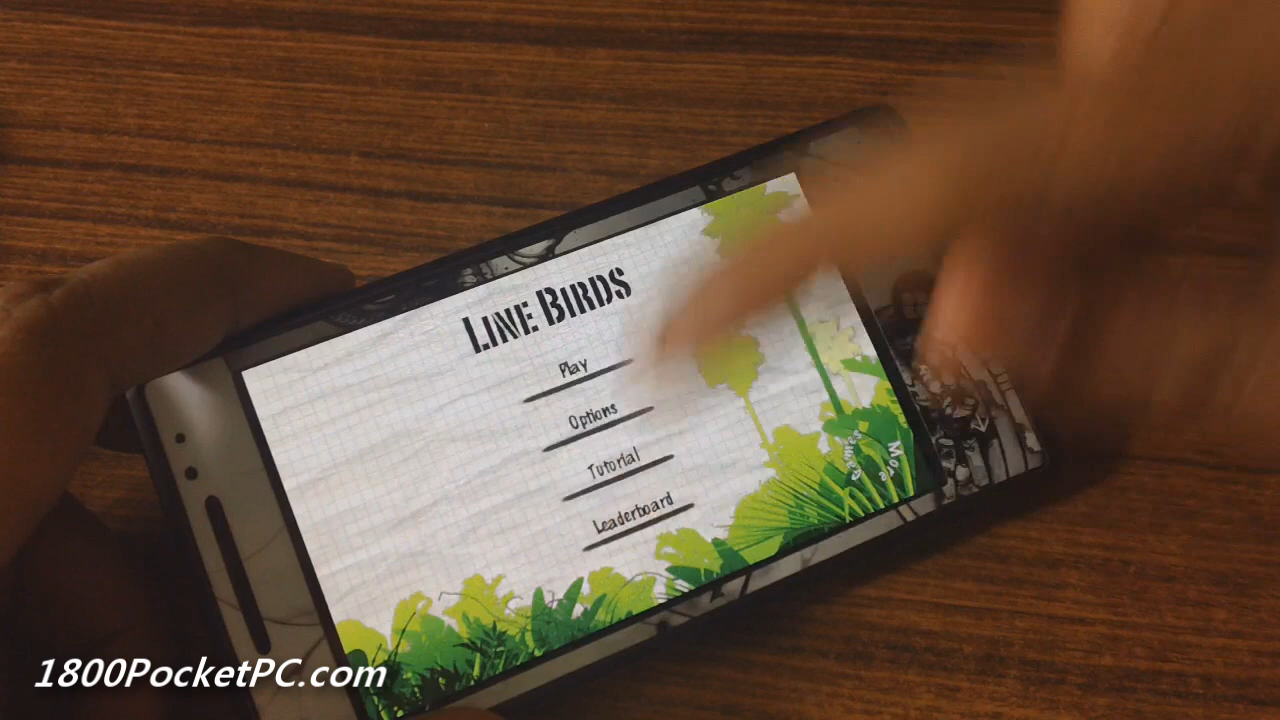 LINE BIRDS
Play
Options
Tutorial
Leaderboard
More
Games
1800PocketPC.com